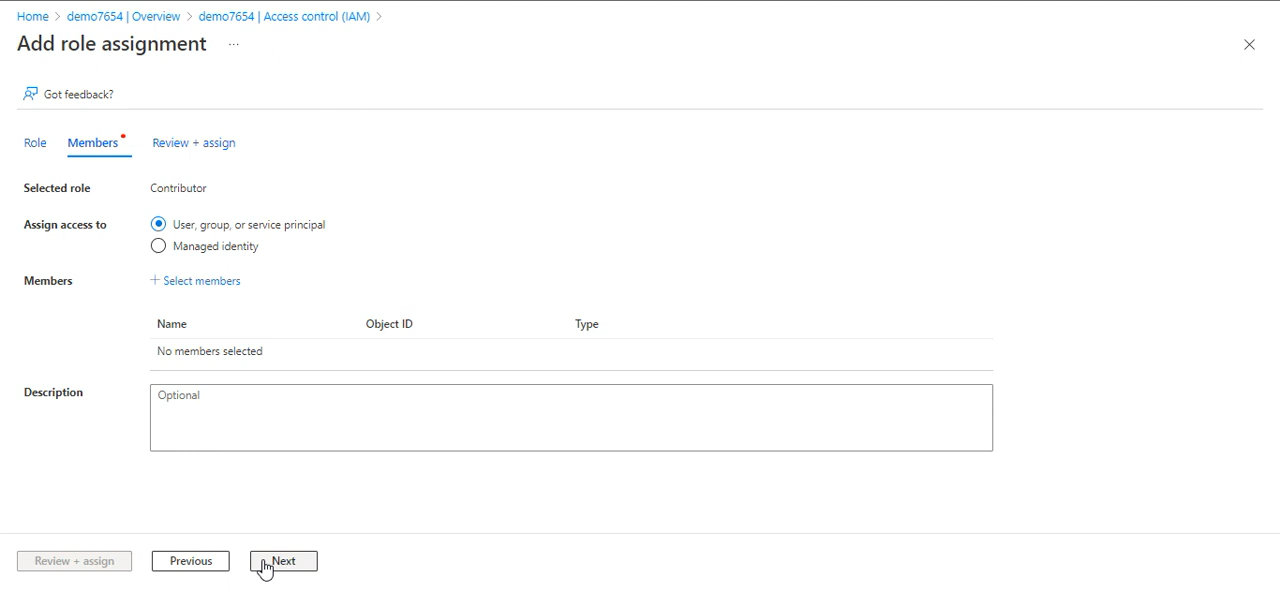 Home > demo7654 | Overview > demo7654 | Access control (IAM) >
Add role assignment ...
Got feedback?
Role Members Review + assign
Selected role Contributor
Assign access to User, group, or service principal
Managed identity
Members + Select members
Name Object ID Type
No members selected
Description Optional
Review + assign Previous Next